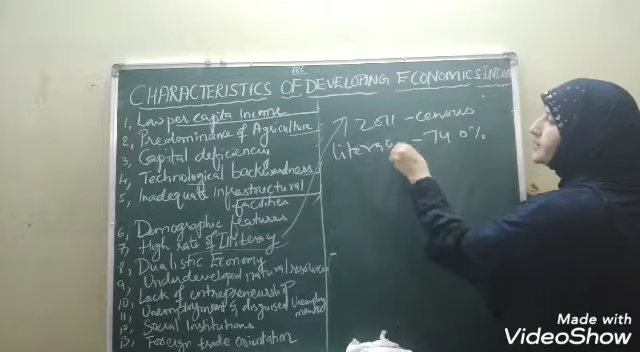 CHARACTERISTICS OF DEVELOPING ECONOMICS INDIA
1, Low per capita Income
2, Predominance of Agriculture
3, Capital deficiency
4, Technological backwardness
5, Inadequate Infrastructural facilities
6, Demographic features
7, High rate of Illiteracy
8, Dualistic Economy
9, Underdeveloped natural resources
10, Lack of entrepreneurship
11, Unemployment & disguised Unemployment
12, Social Institutions
13, Foreign trade orientation
2011 - census
literacy - 74.0%
Made with
VideoShow